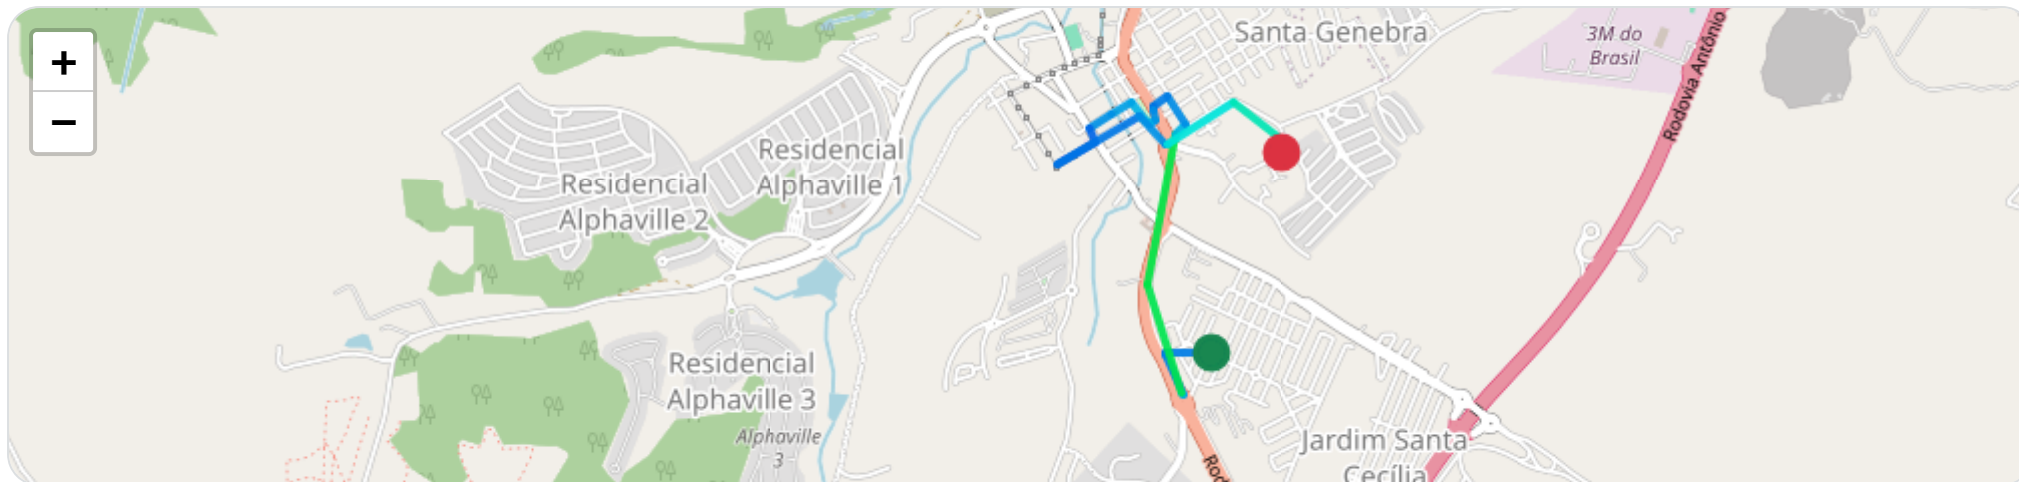 +
−
Santa Genebra
3M do
Brasil
Rodovia Antônio
Residencial
Alphaville 1
Residencial
Alphaville 2
Residencial
Alphaville 3
Alphaville
3
Jardim Santa
Cecília
Rod